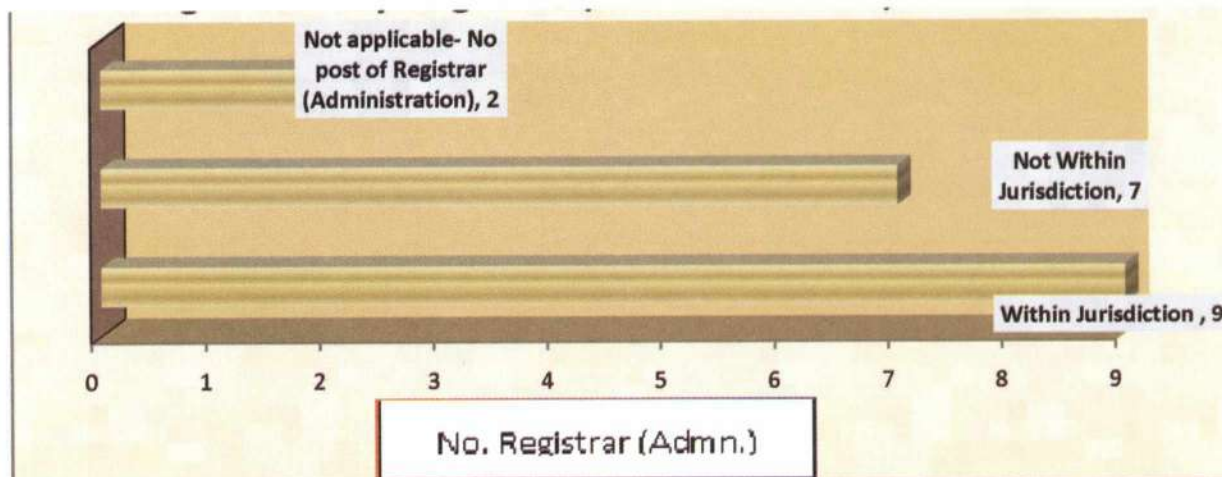 Not applicable- No
post of Registrar
(Administration), 2
Not Within
Jurisdiction, 7
Within Jurisdiction , 9
0 1 2 3 4 5 6 7 8 9
No. Registrar (Admn.)